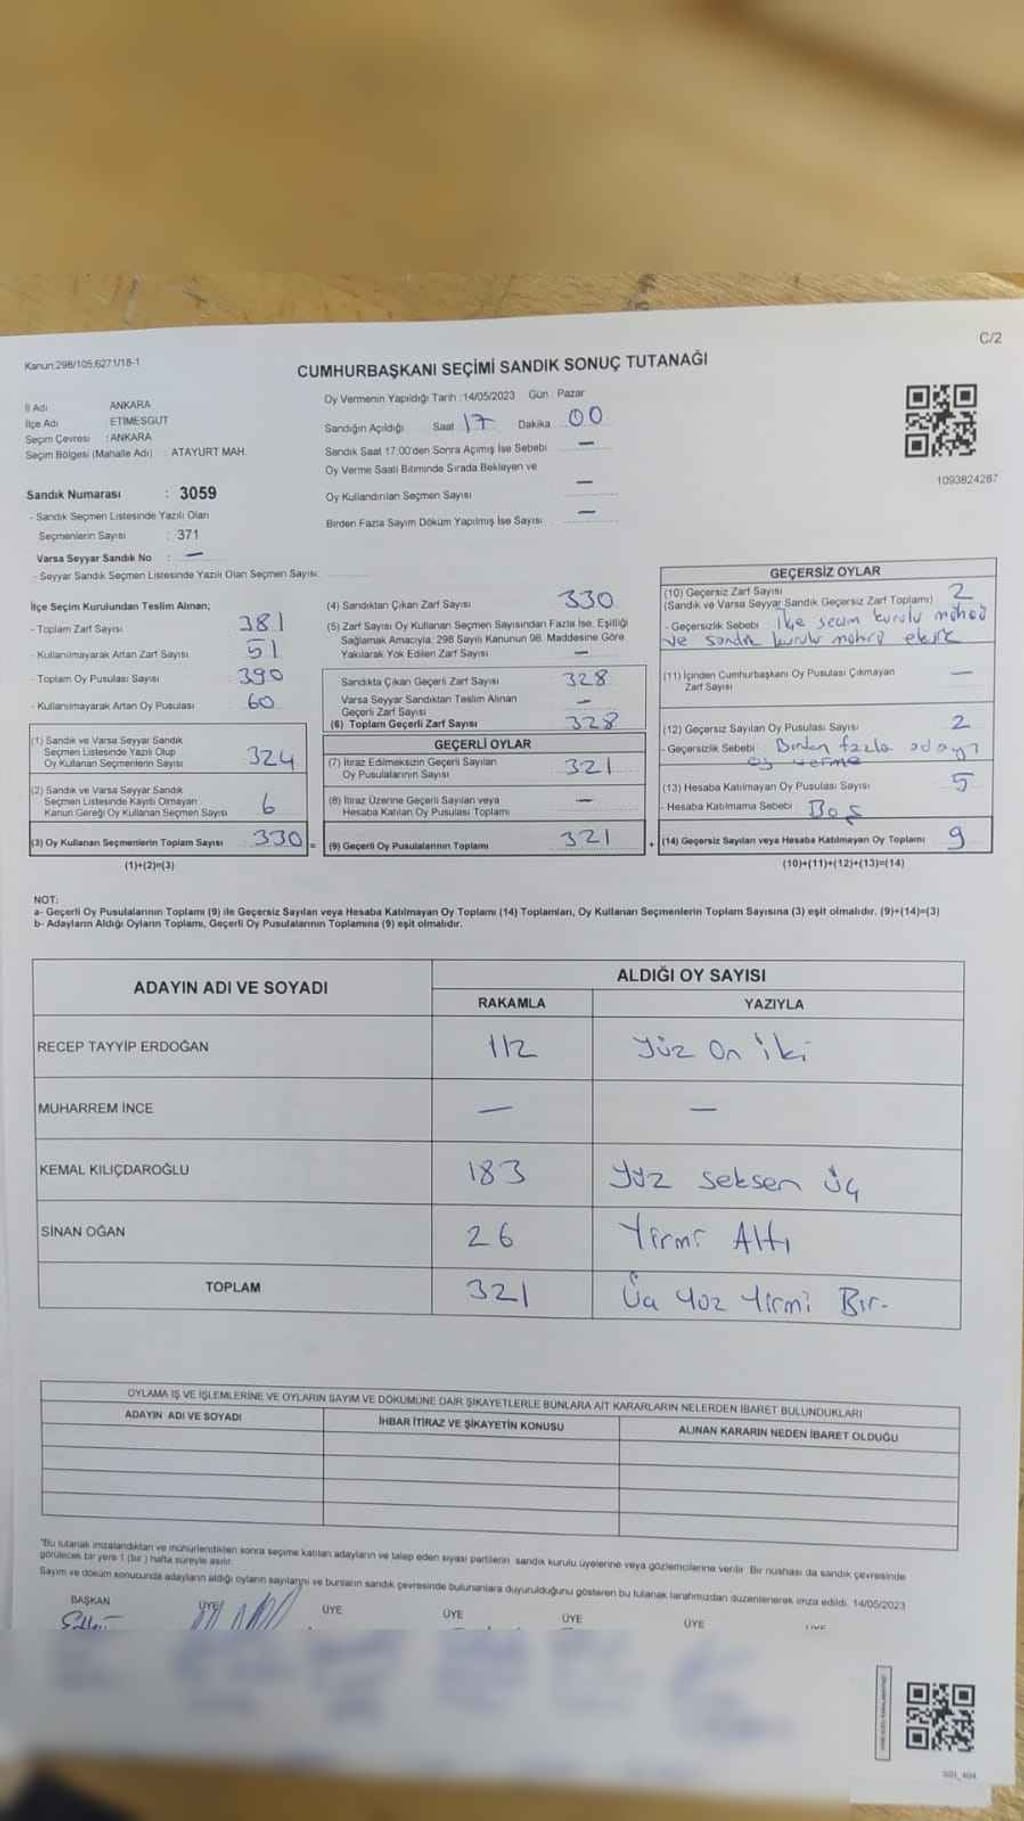 C/2
Kanun:298/105,6271/18-1
CUMHURBAŞKANI SEÇİMİ SANDIK SONUÇ TUTANAĞI
İl Adı ANKARA
İlçe Adı ETİMESGUT
Seçim Çevresi : ANKARA
Seçim Bölgesi (Mahalle Adı) : ATAYURT MAH.
Sandık Numarası : 3059
- Sandık Seçmen Listesinde Yazılı Olan
Seçmenlerin Sayısı : 371
Varsa Seyyar Sandık No : —
- Seyyar Sandık Seçmen Listesinde Yazılı Olan Seçmen Sayısı:
Oy Vermenin Yapıldığı Tarih :14/05/2023 Gün : Pazar
Sandığın Açıldığı Saat 17 Dakika 00
Sandık Saat 17.00'den Sonra Açımış İse Sebebi —
Oy Verme Saati Bitiminde Sırada Bekleyen ve
Oy Kullandırılan Seçmen Sayısı —
Birden Fazla Sayım Döküm Yapılmış İse Sayısı —
1093824267
İlçe Seçim Kurulundan Teslim Alınan;
- Toplam Zarf Sayısı 381
- Kullanılmayarak Artan Zarf Sayısı 51
- Toplam Oy Pusulası Sayısı 390
- Kullanılmayarak Artan Oy Pusulası 60
(1) Sandık ve Varsa Seyyar Sandık
Seçmen Listesinde Yazılı Olup
Oy Kullanan Seçmenlerin Sayısı 324
(2) Sandık ve Varsa Seyyar Sandık
Seçmen Listesinde Kayıtlı Olmayan
Kanun Gereği Oy Kullanan Seçmen Sayısı 6
(3) Oy Kullanan Seçmenlerin Toplam Sayısı 330 =
(1)+(2)=(3)
(4) Sandıktan Çıkan Zarf Sayısı 330
(5) Zarf Sayısı Oy Kullanan Seçmen Sayısından Fazla İse, Eşitliği
Sağlamak Amacıyla; 298 Sayılı Kanunun 98. Maddesine Göre
Yakılarak Yok Edilen Zarf Sayısı —
Sandıkta Çıkan Geçerli Zarf Sayısı 328
Varsa Seyyar Sandıktan Teslim Alınan
Geçerli Zarf Sayısı —
(6) Toplam Geçerli Zarf Sayısı 328
GEÇERLİ OYLAR
(7) İtiraz Edilmeksizin Geçerli Sayılan
Oy Pusulalarının Sayısı 321
(8) İtiraz Üzerine Geçerli Sayılan veya
Hesaba Katılan Oy Pusulası Toplamı —
(9) Geçerli Oy Pusulalarının Toplamı 321 +
GEÇERSİZ OYLAR
(10) Geçersiz Zarf Sayısı 2
(Sandık ve Varsa Seyyar Sandık Geçersiz Zarf Toplamı)
- Geçersizlik Sebebi İlçe seçim kurulu mühürü
ve sandık kurulu mührü eksik
(11) İçinden Cumhurbaşkanı Oy Pusulası Çıkmayan —
Zarf Sayısı
(12) Geçersiz Sayılan Oy Pusulası Sayısı 2
- Geçersizlik Sebebi Birden fazla adaya
oy verme
(13) Hesaba Katılmayan Oy Pusulası Sayısı 5
- Hesaba Katılmama Sebebi Boş
(14) Geçersiz Sayılan veya Hesaba Katılmayan Oy Toplamı 9
(10)+(11)+(12)+(13)=(14)
NOT:
a- Geçerli Oy Pusulalarının Toplamı (9) ile Geçersiz Sayılan veya Hesaba Katılmayan Oy Toplamı (14) Toplamları, Oy Kullanan Seçmenlerin Toplam Sayısına (3) eşit olmalıdır. (9)+(14)=(3)
b- Adayların Aldığı Oyların Toplamı, Geçerli Oy Pusulalarının Toplamına (9) eşit olmalıdır.
ADAYIN ADI VE SOYADI ALDIĞI OY SAYISI
RAKAMLA YAZIYLA
RECEP TAYYİP ERDOĞAN 112 Yüz On İki
MUHARREM İNCE — —
KEMAL KILIÇDAROĞLU 183 Yüz seksen üç
SİNAN OĞAN 26 Yirmi Altı
TOPLAM 321 Üç Yüz Yirmi Bir.
OYLAMA İŞ VE İŞLEMLERİNE VE OYLARIN SAYIM VE DÖKÜMÜNE DAİR ŞİKAYETLERLE BUNLARA AİT KARARLARIN NELERDEN İBARET BULUNDUKLARI
ADAYIN ADI VE SOYADI İHBAR İTİRAZ VE ŞİKAYETİN KONUSU ALINAN KARARIN NEDEN İBARET OLDUĞU
"Bu tutanak imzalandıktan ve mühürlendikten sonra seçime katılan adayların ve talep eden siyasi partilerin sandık kurulu üyelerine veya gözlemcilerine verilir. Bir nushası da sandık çevresinde
görülecek bir yere 1 (bir) hafta süreyle asılır.
Sayım ve döküm sonucunda adayların aldığı oyların sayılarını ve bunların sandık çevresinde bulunanlara duyurulduğunu gösteren bu tutanak tarafımızdan düzenlenerek imza edildi. 14/05/2023
BAŞKAN ÜYE ÜYE ÜYE ÜYE ÜYE ÜYE